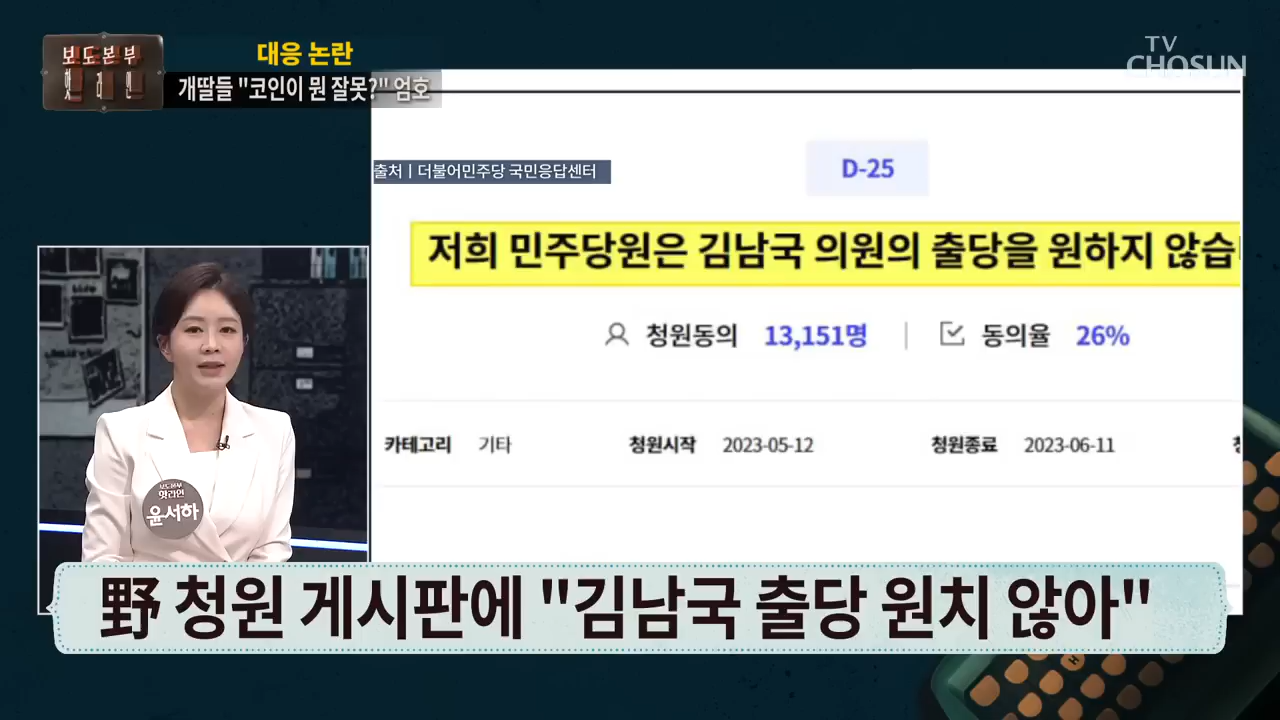 보도본부
핫라인
대응 논란
개딸들 "코인이 뭔 잘못?" 엄호
TV
CHOSUN
출처ㅣ더불어민주당 국민응답센터
D-25
저희 민주당원은 김남국 의원의 출당을 원하지 않습
청원동의 13,151명 동의율 26%
카테고리 기타 청원시작 2023-05-12 청원종료 2023-06-11
보도본부
핫라인
윤서하
野 청원 게시판에 "김남국 출당 원치 않아"